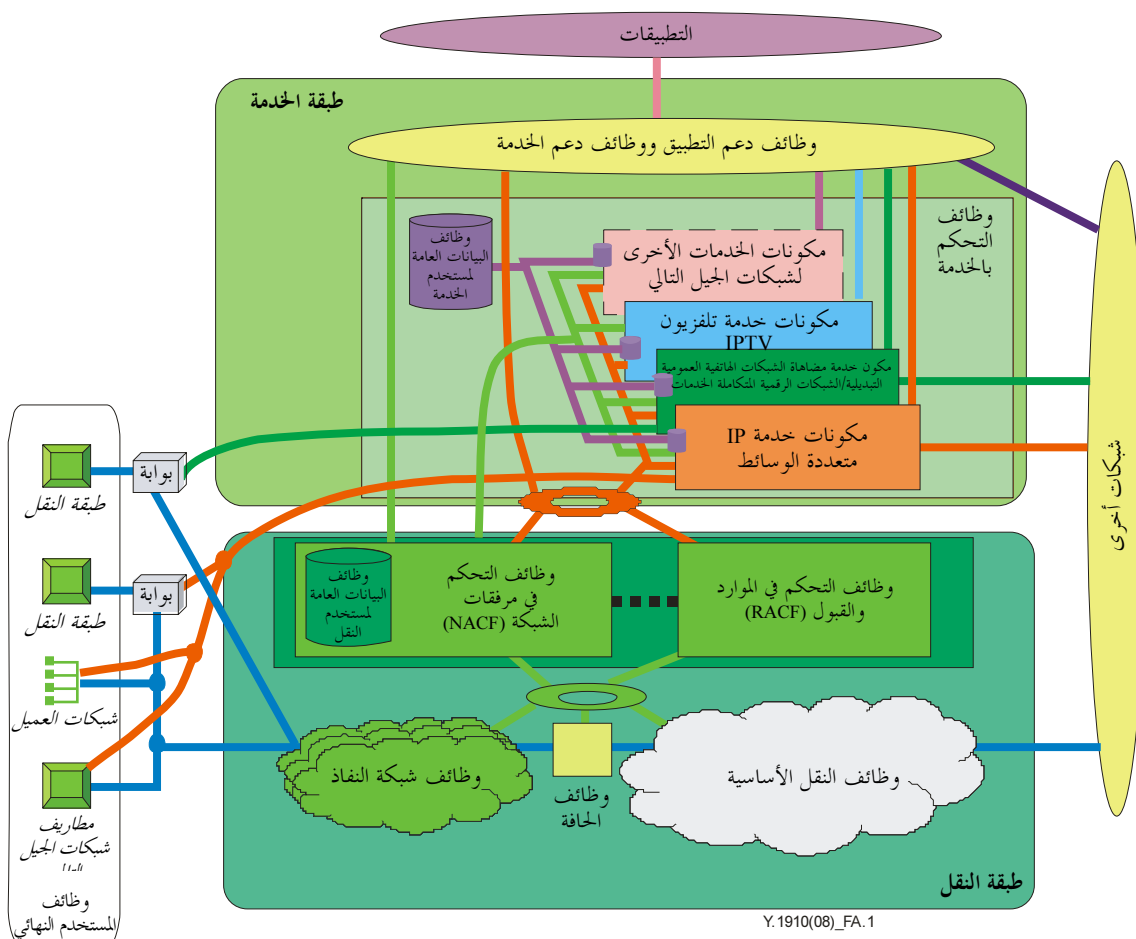 التطبيقات
طبقة الخدمة
وظائف دعم التطبيق ووظائف دعم الخدمة
وظائف
التحكم
بالخدمة
وظائف
البيانات العامة
لمستخدم
الخدمة
مكونات الخدمات الأخرى
لشبكات الجيل التالي
مكونات خدمة تلفزيون
IPTV
مكون خدمة مضاهاة الشبكات الهاتفية العمومية
التبديلية/الشبكات الرقمية المتكاملة الخدمات
مكونات خدمة IP
متعددة الوسائط
شبكات أخرى
بوابة
طبقة النقل
بوابة
طبقة النقل
شبكات العميل
مطاريف
شبكات الجيل
وظائف
المستخدم النهائي
وظائف
البيانات العامة
لمستخدم
النقل
وظائف التحكم
في مرفقات
الشبكة (NACF)
وظائف التحكم في الموارد
والقبول (RACF)
وظائف شبكة النفاذ
وظائف
الحافة
وظائف النقل الأساسية
طبقة النقل
Y.1910(08)_FA.1